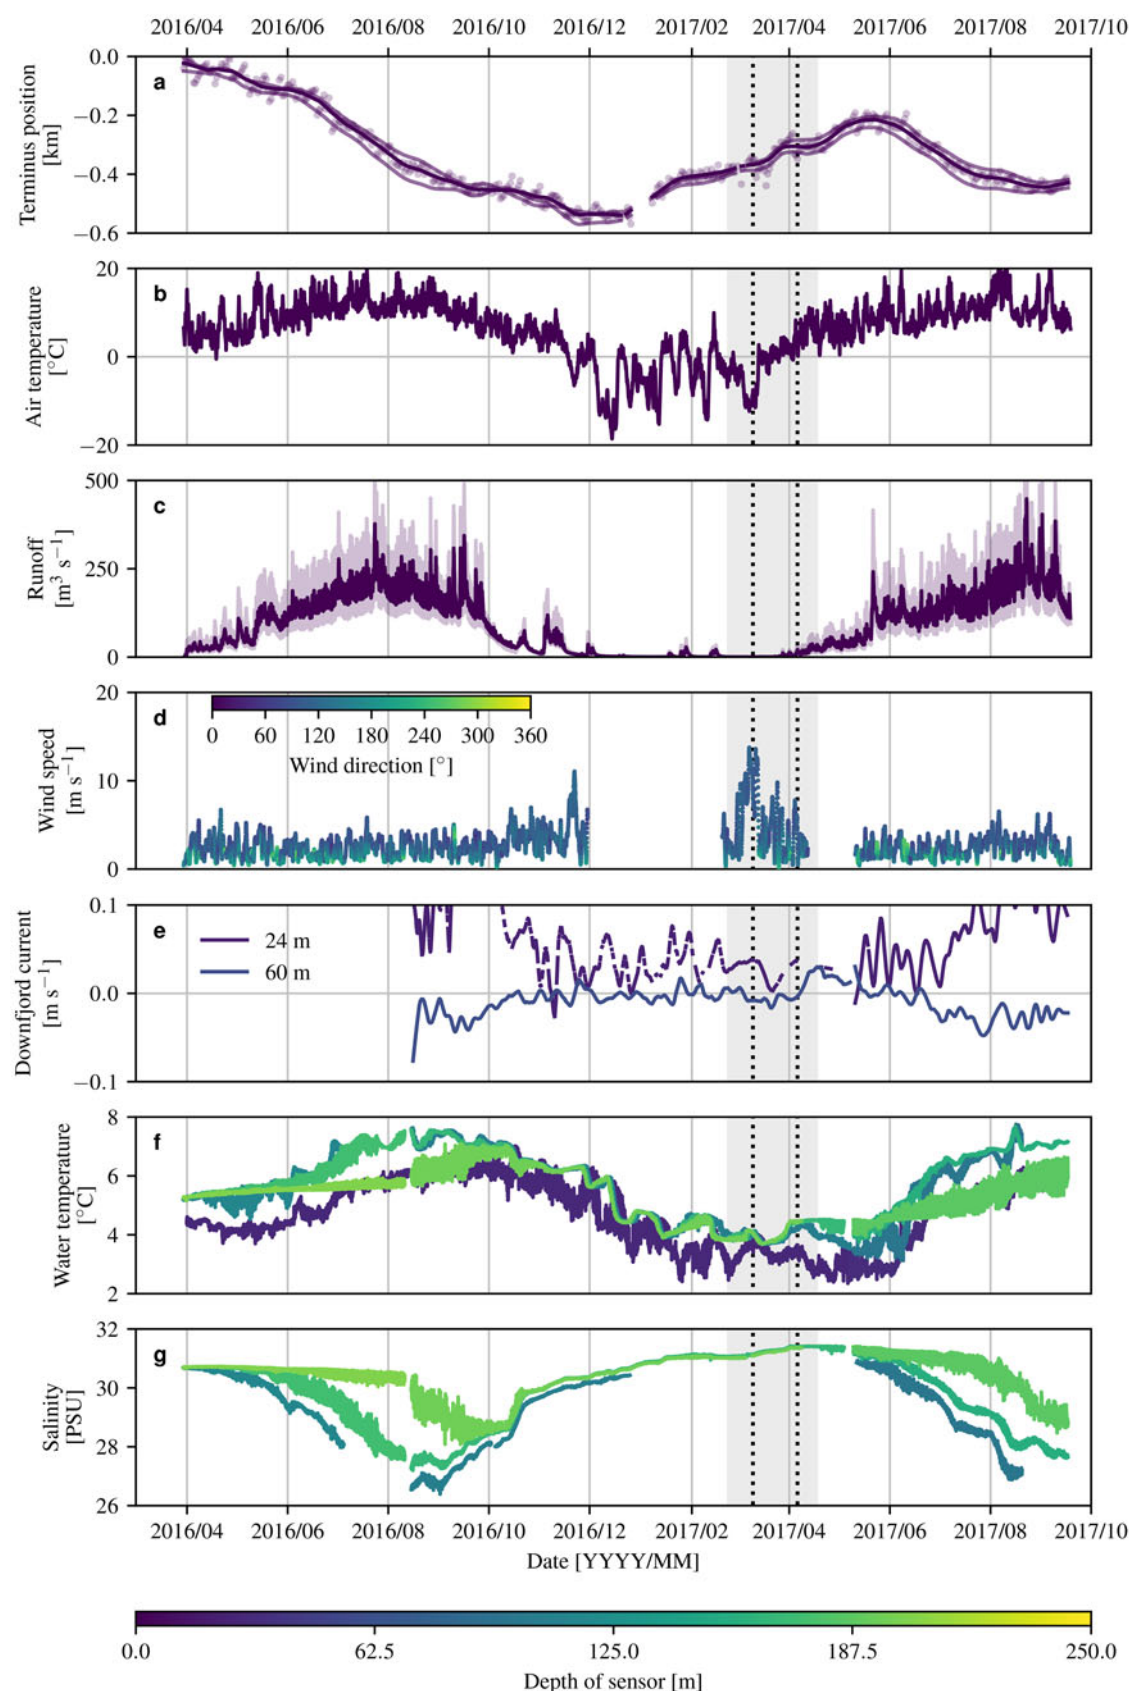 2016/04 2016/06 2016/08 2016/10 2016/12 2017/02 2017/04 2017/06 2017/08 2017/10
a
0.0
−0.2
−0.4
−0.6
Terminus position
[km]
b
20
0
−20
Air temperature
[°C]
c
500
250
0
Runoff
[m³ s⁻¹]
d
20
10
0
Wind speed
[m s⁻¹]
0 60 120 180 240 300 360
Wind direction [°]
e
0.1
0.0
−0.1
Downfjord current
[m s⁻¹]
24 m
60 m
f
8
6
4
2
Water temperature
[°C]
g
32
30
28
26
Salinity
[PSU]
2016/04 2016/06 2016/08 2016/10 2016/12 2017/02 2017/04 2017/06 2017/08 2017/10
Date [YYYY/MM]
0.0 62.5 125.0 187.5 250.0
Depth of sensor [m]